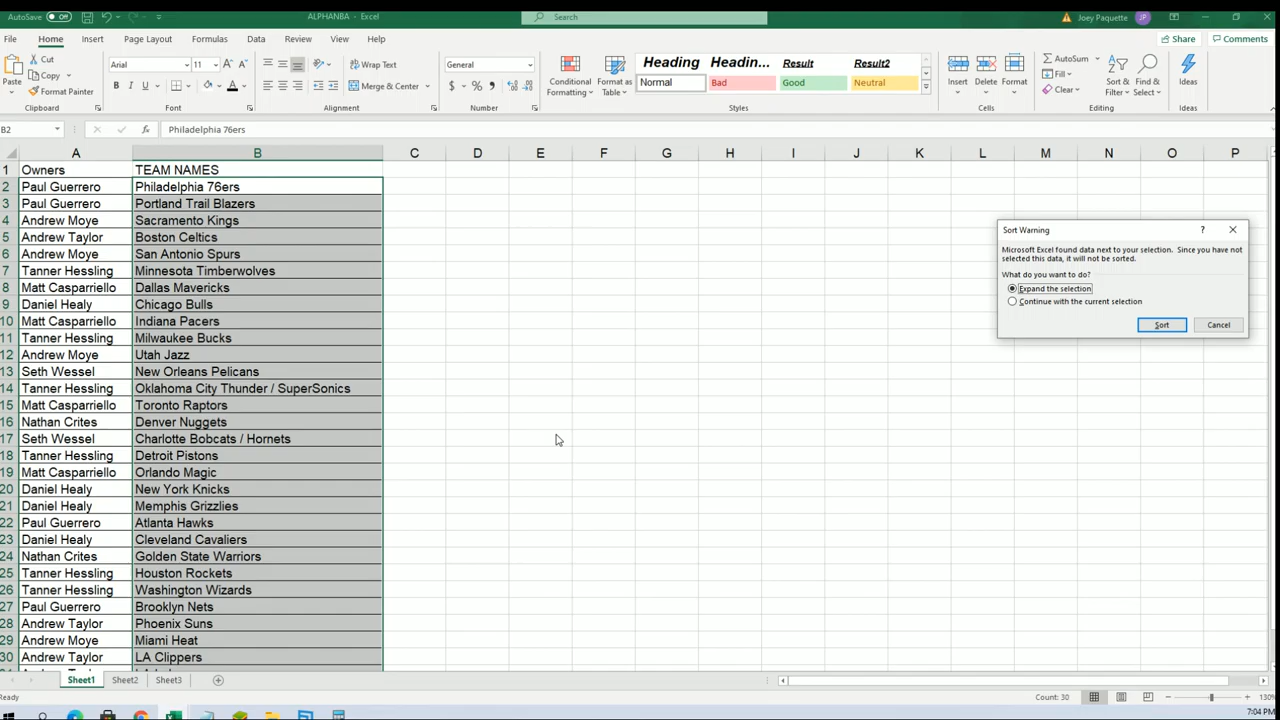 AutoSave Off ALPHANBA - Excel Search Joey Paquette JP
File Home Insert Page Layout Formulas Data Review View Help Share Comments
Paste Cut Copy Format Painter Clipboard
Arial 11 A A B I U A Font
Wrap Text Merge & Center Alignment
General $ % , Number
Conditional Formatting Format as Table
Heading Headin... Result Result2
Normal Bad Good Neutral
Styles
Insert Delete Format Cells
AutoSum Fill Clear Sort & Filter Find & Select Editing
Ideas Ideas
B2 fx Philadelphia 76ers
A B C D E F G H I J K L M N O P
1 Owners TEAM NAMES
2 Paul Guerrero Philadelphia 76ers
3 Paul Guerrero Portland Trail Blazers
4 Andrew Moye Sacramento Kings
5 Andrew Taylor Boston Celtics
6 Andrew Moye San Antonio Spurs
7 Tanner Hessling Minnesota Timberwolves
8 Matt Casparriello Dallas Mavericks
9 Daniel Healy Chicago Bulls
10 Matt Casparriello Indiana Pacers
11 Tanner Hessling Milwaukee Bucks
12 Andrew Moye Utah Jazz
13 Seth Wessel New Orleans Pelicans
14 Tanner Hessling Oklahoma City Thunder / SuperSonics
15 Matt Casparriello Toronto Raptors
16 Nathan Crites Denver Nuggets
17 Seth Wessel Charlotte Bobcats / Hornets
18 Tanner Hessling Detroit Pistons
19 Matt Casparriello Orlando Magic
20 Daniel Healy New York Knicks
21 Daniel Healy Memphis Grizzlies
22 Paul Guerrero Atlanta Hawks
23 Daniel Healy Cleveland Cavaliers
24 Nathan Crites Golden State Warriors
25 Tanner Hessling Houston Rockets
26 Tanner Hessling Washington Wizards
27 Paul Guerrero Brooklyn Nets
28 Andrew Taylor Phoenix Suns
29 Andrew Moye Miami Heat
30 Andrew Taylor LA Clippers
Sort Warning ?
Microsoft Excel found data next to your selection. Since you have not
selected this data, it will not be sorted.
What do you want to do?
Expand the selection
Continue with the current selection
Sort Cancel
Sheet1 Sheet2 Sheet3
Ready Count: 30 130%
7:04 PM